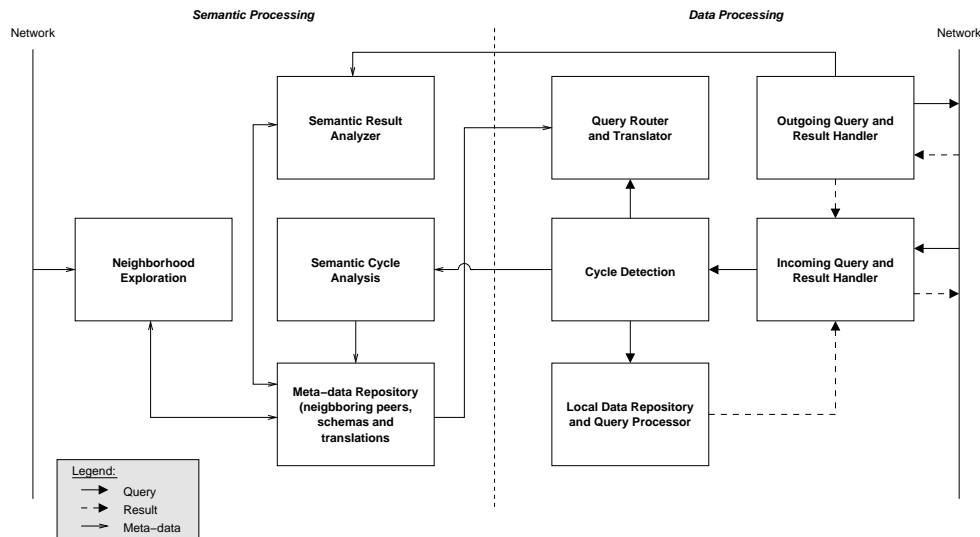 Semantic Processing
Data Processing
Network
Network
Semantic Result
Analyzer
Query Router
and Translator
Outgoing Query and
Result Handler
Neighborhood
Exploration
Semantic Cycle
Analysis
Cycle Detection
Incoming Query and
Result Handler
Meta−data Repository
(neigbboring peers,
schemas and
translations
Local Data Repository
and Query Processor
Legend:
Query
Result
Meta−data